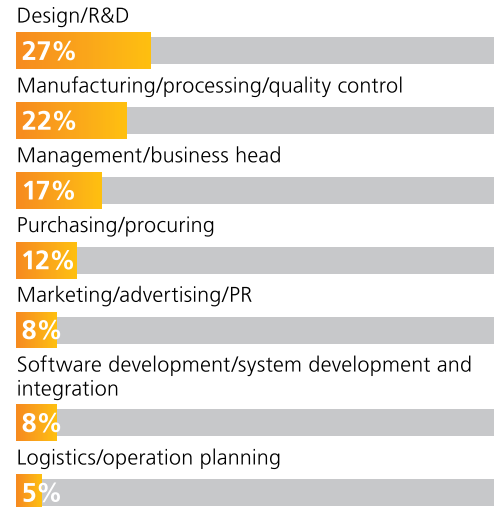 Design/R&D
27%
Manufacturing/processing/quality control
22%
Management/business head
17%
Purchasing/procuring
12%
Marketing/advertising/PR
8%
Software development/system development and
integration
8%
Logistics/operation planning
5%